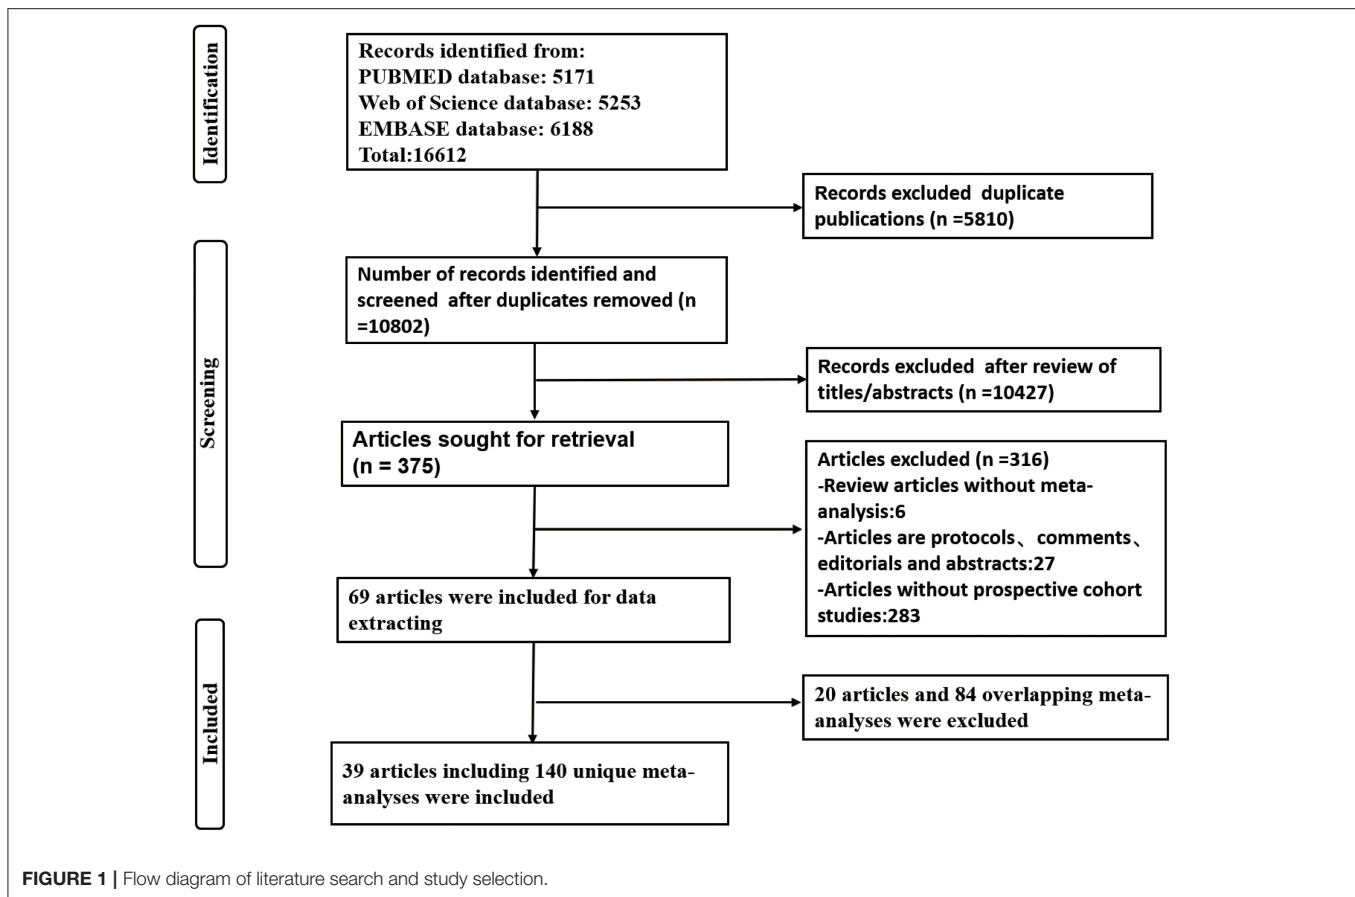 Identification
Records identified from:
PUBMED database: 5171
Web of Science database: 5253
EMBASE database: 6188
Total:16612
Records excluded  duplicate
publications (n =5810)
Screening
Number of records identified and
screened  after duplicates removed (n
=10802)
Records excluded  after review of
titles/abstracts (n =10427)
Articles sought for retrieval
(n = 375)
Articles excluded (n =316)
-Review articles without meta-
analysis:6
-Articles are protocols、comments、
editorials and abstracts:27
-Articles without prospective cohort
studies:283
69 articles were included for data
extracting
Included
20 articles and 84 overlapping meta-
analyses were excluded
39 articles including 140 unique meta-
analyses were included
FIGURE 1 | Flow diagram of literature search and study selection.